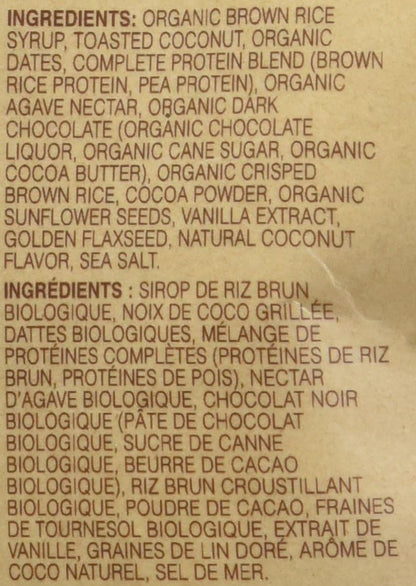 INGREDIENTS: ORGANIC BROWN RICE
SYRUP, TOASTED COCONUT, ORGANIC
DATES, COMPLETE PROTEIN BLEND (BROWN
RICE PROTEIN, PEA PROTEIN), ORGANIC
AGAVE NECTAR, ORGANIC DARK
CHOCOLATE (ORGANIC CHOCOLATE
LIQUOR, ORGANIC CANE SUGAR, ORGANIC
COCOA BUTTER), ORGANIC CRISPED
BROWN RICE, COCOA POWDER, ORGANIC
SUNFLOWER SEEDS, VANILLA EXTRACT,
GOLDEN FLAXSEED, NATURAL COCONUT
FLAVOR, SEA SALT.
INGRÉDIENTS : SIROP DE RIZ BRUN
BIOLOGIQUE, NOIX DE COCO GRILLÉE,
DATTES BIOLOGIQUES, MÉLANGE DE
PROTÉINES COMPLÈTES (PROTÉINES DE RIZ
BRUN, PROTÉINES DE POIS), NECTAR
D'AGAVE BIOLOGIQUE, CHOCOLAT NOIR
BIOLOGIQUE (PÂTE DE CHOCOLAT
BIOLOGIQUE, SUCRE DE CANNE
BIOLOGIQUE, BEURRE DE CACAO
BIOLOGIQUE), RIZ BRUN CROUSTILLANT
BIOLOGIQUE, POUDRE DE CACAO, FRAINES
DE TOURNESOL BIOLOGIQUE, EXTRAIT DE
VANILLE, GRAINES DE LIN DORÉ, ARÔME DE
COCO NATUREL, SEL DE MER.